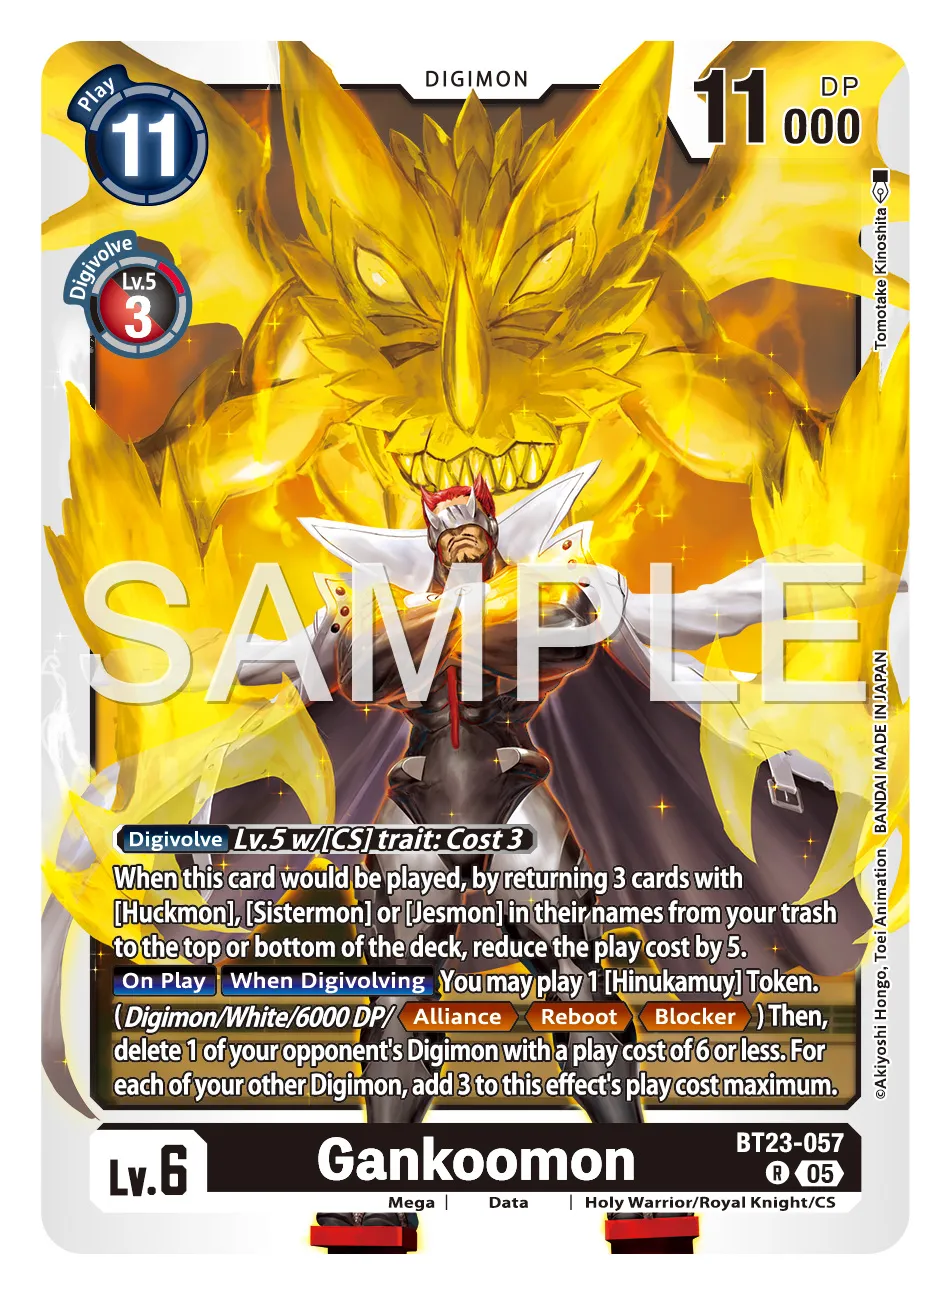 DIGIMON
Play
11
11000
DP
Digivolve
Lv.5
3
Tomotake Kinoshita
SAMPLE
©Akiyoshi Hongo, Toei Animation BANDAI MADE IN JAPAN
Digivolve Lv.5 w/[CS] trait: Cost 3
When this card would be played, by returning 3 cards with
[Huckmon], [Sistermon] or [Jesmon] in their names from your trash
to the top or bottom of the deck, reduce the play cost by 5.
On Play When Digivolving You may play 1 [Hinukamuy] Token.
(Digimon/White/6000 DP/ Alliance Reboot Blocker ) Then,
delete 1 of your opponent's Digimon with a play cost of 6 or less. For
each of your other Digimon, add 3 to this effect's play cost maximum.
Lv.6
Gankoomon
BT23-057
R 05
Mega | Data | Holy Warrior/Royal Knight/CS